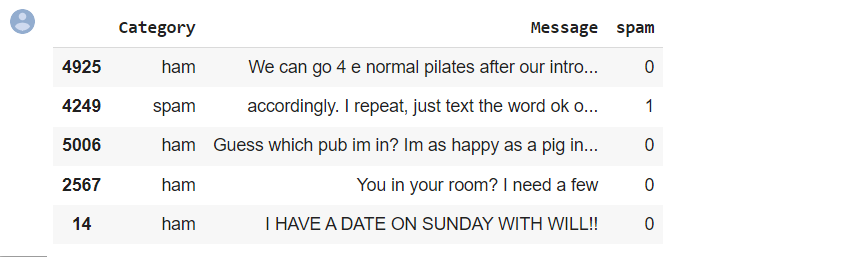 Category Message spam
4925 ham We can go 4 e normal pilates after our intro... 0
4249 spam accordingly. I repeat, just text the word ok o... 1
5006 ham Guess which pub im in? Im as happy as a pig in... 0
2567 ham You in your room? I need a few 0
14 ham I HAVE A DATE ON SUNDAY WITH WILL!! 0